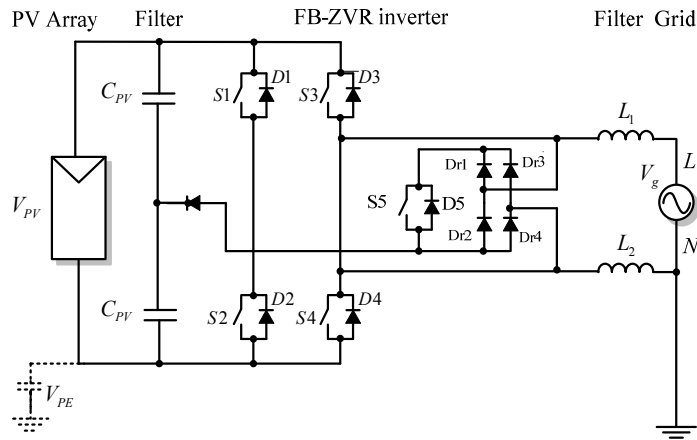 PV Array Filter FB-ZVR inverter Filter Grid
C_PV S1 D1 S3 D3
L_1
Dr1 Dr3 V_g L
V_PV S5 D5
Dr2 Dr4
L_2 N
C_PV S2 D2 S4 D4
V_PE